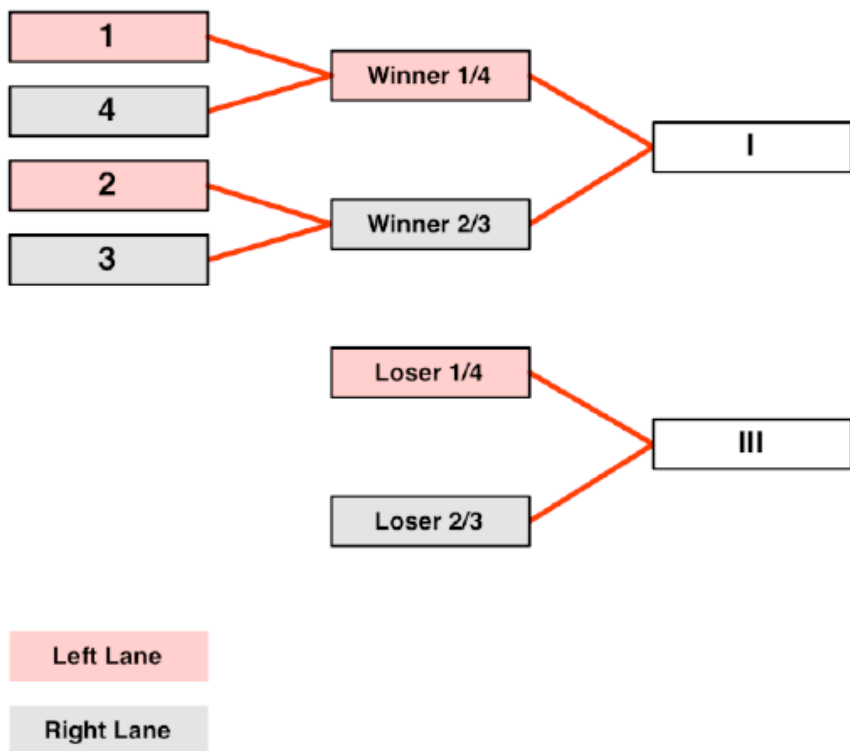 1
Winner 1/4
4
I
2
Winner 2/3
3
Loser 1/4
III
Loser 2/3
Left Lane
Right Lane